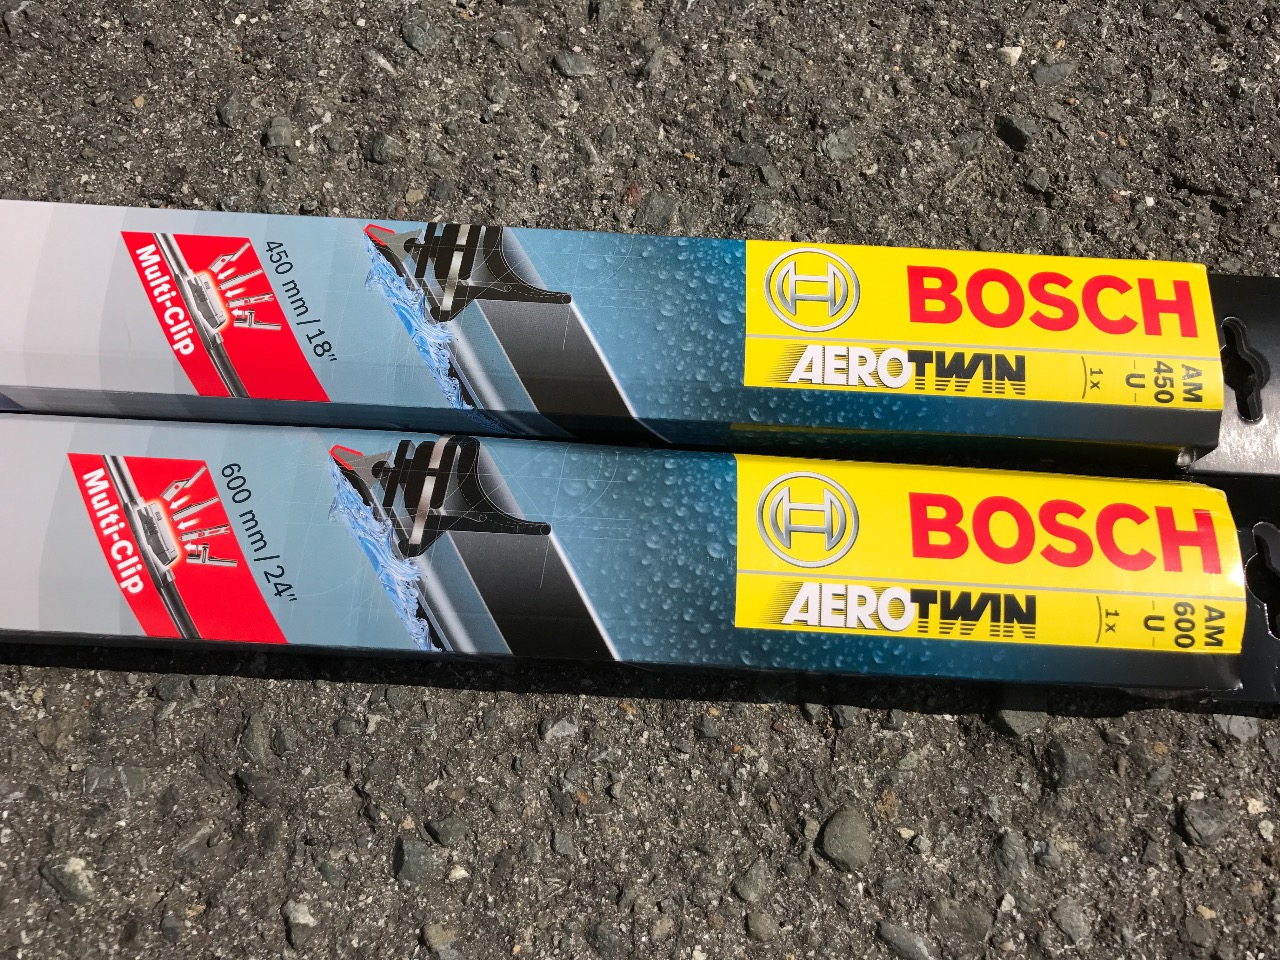 Multi-Clip
450 mm/18"
BOSCH
AEROTWIN
1x
AM
450
-U-
Multi-Clip
600 mm/24"
BOSCH
AEROTWIN
1x
AM
600
-U-